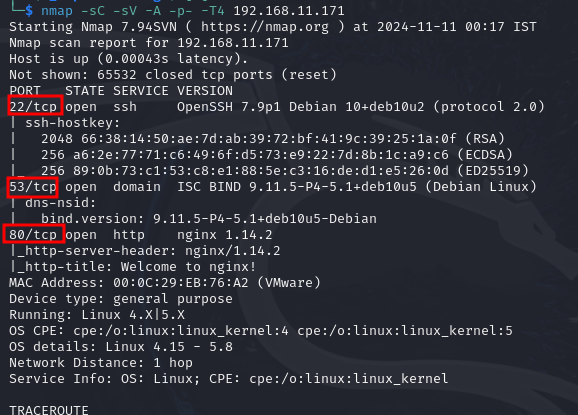 └─$ nmap -sC -sV -A -p- -T4 192.168.11.171
Starting Nmap 7.94SVN ( https://nmap.org ) at 2024-11-11 00:17 IST
Nmap scan report for 192.168.11.171
Host is up (0.00043s latency).
Not shown: 65532 closed tcp ports (reset)
PORT   STATE SERVICE VERSION
22/tcp open  ssh     OpenSSH 7.9p1 Debian 10+deb10u2 (protocol 2.0)
| ssh-hostkey:
|   2048 66:38:14:50:ae:7d:ab:39:72:bf:41:9c:39:25:1a:0f (RSA)
|   256 a6:2e:77:71:c6:49:6f:d5:73:e9:22:7d:8b:1c:a9:c6 (ECDSA)
|_  256 89:0b:73:c1:53:c8:e1:88:5e:c3:16:de:d1:e5:26:0d (ED25519)
53/tcp open  domain  ISC BIND 9.11.5-P4-5.1+deb10u5 (Debian Linux)
| dns-nsid:
|_  bind.version: 9.11.5-P4-5.1+deb10u5-Debian
80/tcp open  http    nginx 1.14.2
|_http-server-header: nginx/1.14.2
|_http-title: Welcome to nginx!
MAC Address: 00:0C:29:EB:76:A2 (VMware)
Device type: general purpose
Running: Linux 4.X|5.X
OS CPE: cpe:/o:linux:linux_kernel:4 cpe:/o:linux:linux_kernel:5
OS details: Linux 4.15 - 5.8
Network Distance: 1 hop
Service Info: OS: Linux; CPE: cpe:/o:linux:linux_kernel
TRACEROUTE